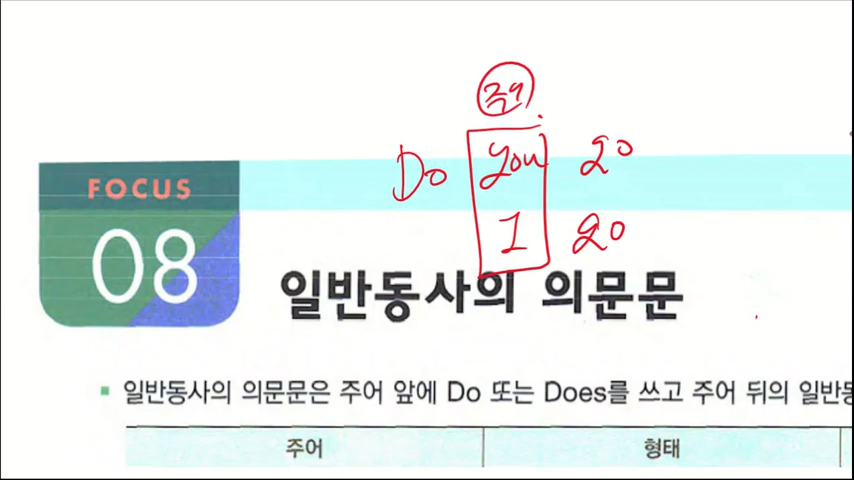 주어
Do you go
I go
FOCUS
08
일반동사의 의문문
▪ 일반동사의 의문문은 주어 앞에 Do 또는 Does를 쓰고 주어 뒤의 일반동
주어 형태